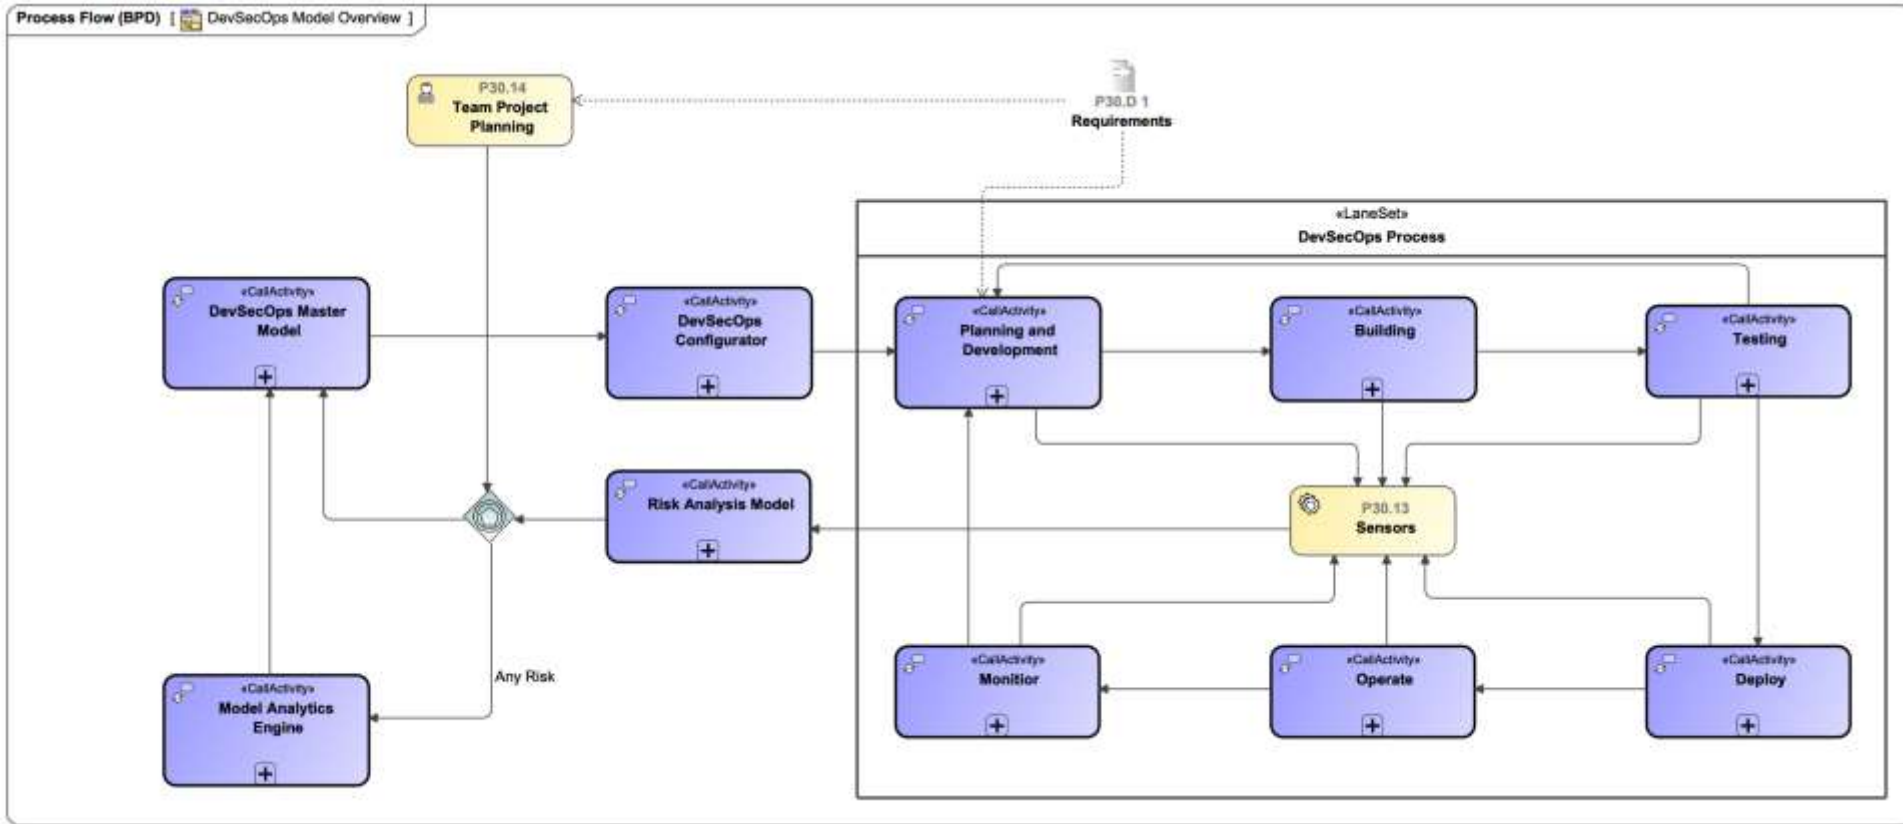 Process Flow (BPD) [ DevSecOps Model Overview ]
P30.14
Team Project
Planning
P30.D 1
Requirements
«LaneSet»
DevSecOps Process
«CallActivity»
DevSecOps Master
Model
«CallActivity»
DevSecOps
Configurator
«CallActivity»
Planning and
Development
«CallActivity»
Building
«CallActivity»
Testing
«CallActivity»
Risk Analysis Model
P30.13
Sensors
Any Risk
«CallActivity»
Model Analytics
Engine
«CallActivity»
Monitior
«CallActivity»
Operate
«CallActivity»
Deploy